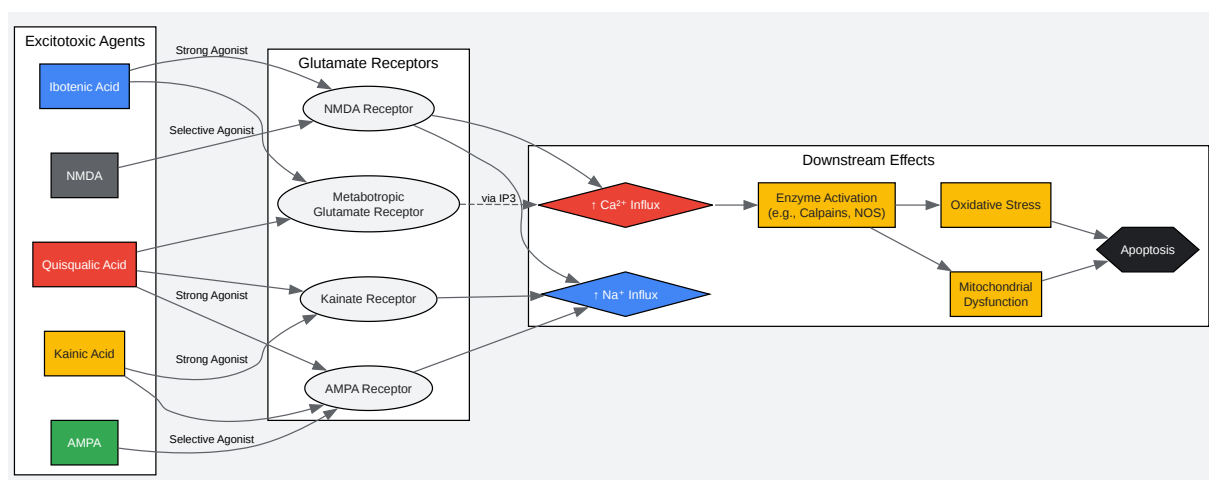 Excitotoxic Agents
Ibotenic Acid
NMDA
Quisqualic Acid
Kainic Acid
AMPA
Strong Agonist
Selective Agonist
Strong Agonist
Strong Agonist
Selective Agonist
Glutamate Receptors
NMDA Receptor
Metabotropic
Glutamate Receptor
Kainate Receptor
AMPA Receptor
via IP3
Downstream Effects
↑ Ca²⁺ Influx
↑ Na⁺ Influx
Enzyme Activation
(e.g., Calpains, NOS)
Oxidative Stress
Mitochondrial
Dysfunction
Apoptosis